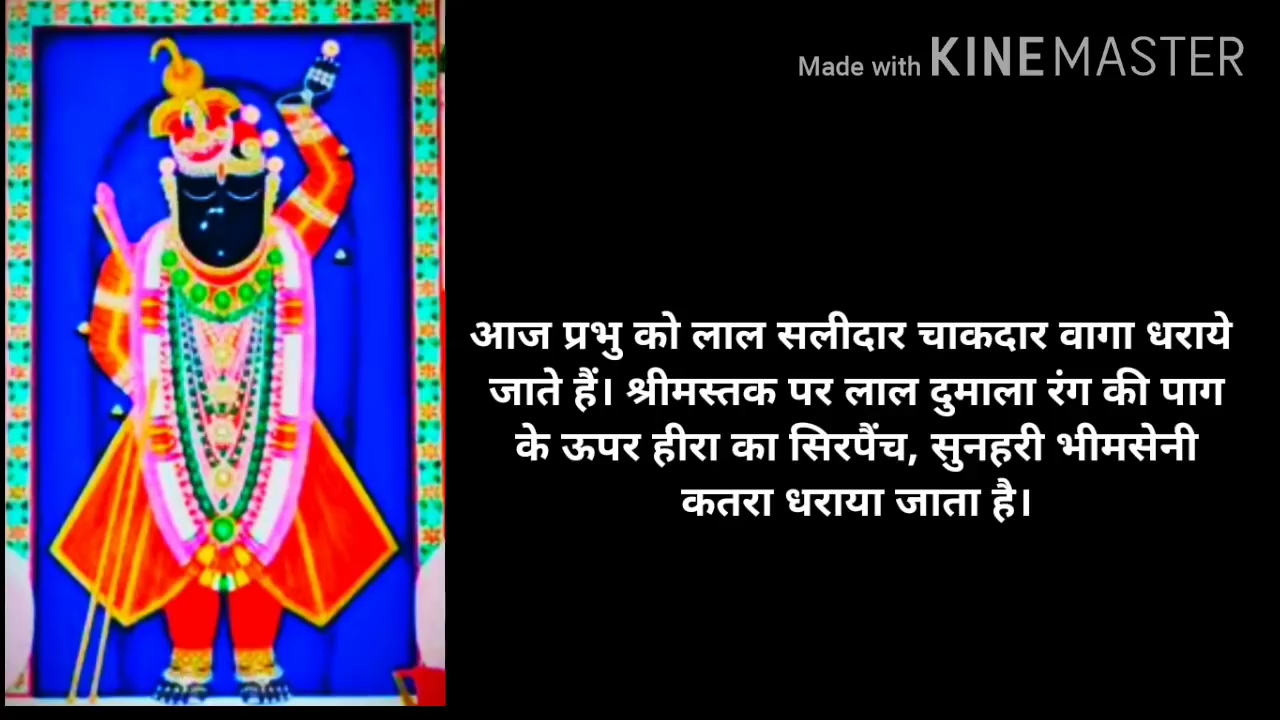 Made with KINEMASTER
आज प्रभु को लाल सलीदार चाकदार वागा धराये
जाते हैं। श्रीमस्तक पर लाल दुमाला रंग की पाग
के ऊपर हीरा का सिरपैंच, सुनहरी भीमसेनी
कतरा धराया जाता है।